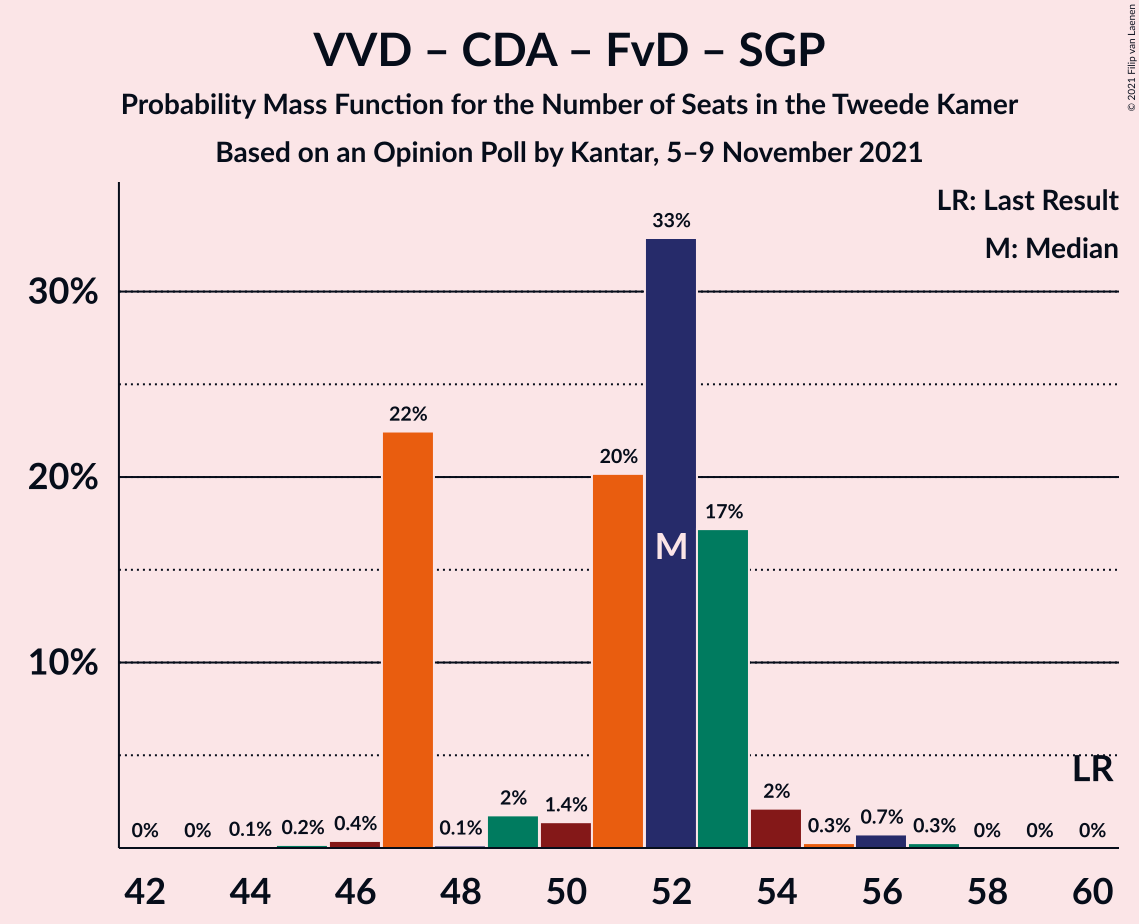 VVD – CDA – FvD – SGP
Probability Mass Function for the Number of Seats in the Tweede Kamer
Based on an Opinion Poll by Kantar, 5–9 November 2021
© 2021 Filip van Laenen
LR: Last Result
M: Median
30%
20%
10%
0% 0% 0.1% 0.2% 0.4% 22% 0.1% 2% 1.4% 20% 33% 17% 2% 0.3% 0.7% 0.3% 0% 0% 0%
M
LR
42 44 46 48 50 52 54 56 58 60